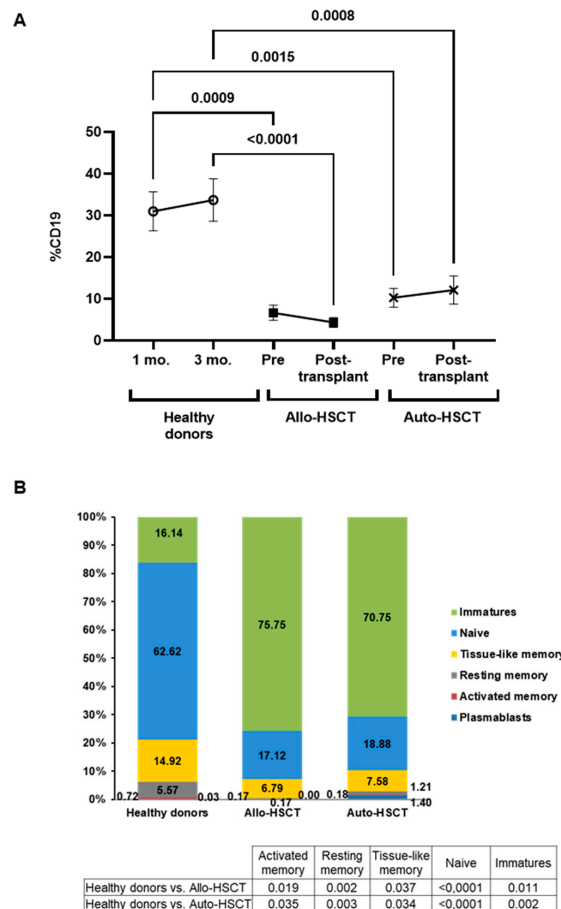 A
0.0008
0.0015
0.0009
<0.0001
50
40
30
20
10
0
%CD19
1 mo. 3 mo. Pre Post-transplant Pre Post-transplant
Healthy donors Allo-HSCT Auto-HSCT
B
100%
90%
80%
70%
60%
50%
40%
30%
20%
10%
0%
16.14 75.75 70.75
62.62 17.12 18.88
14.92 6.79 7.58
5.57 1.21
0.72 0.03 0.17 0.17 0.00 0.18 1.40
Healthy donors Allo-HSCT Auto-HSCT
Immatures
Naive
Tissue-like memory
Resting memory
Activated memory
Plasmablasts
Activated memory Resting memory Tissue-like memory Naive Immatures
Healthy donors vs. Allo-HSCT 0.019 0.002 0.037 <0,0001 0.011
Healthy donors vs. Auto-HSCT 0.035 0.003 0.034 <0,0001 0.002